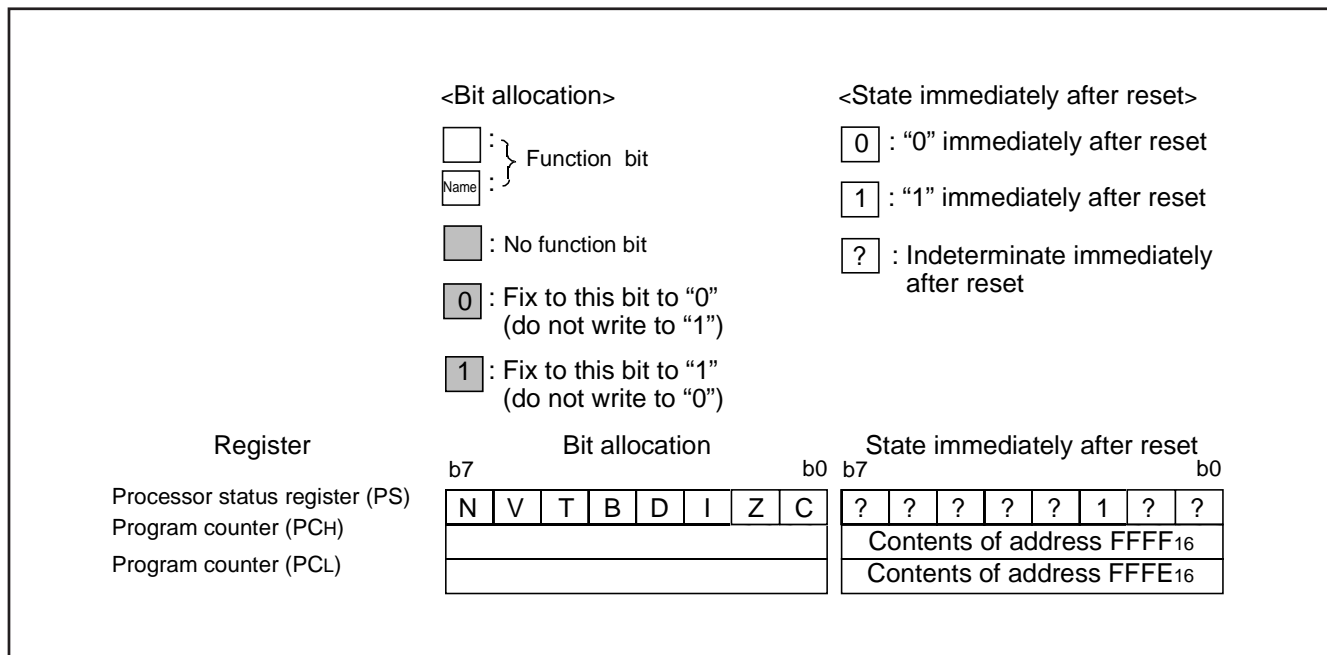 <Bit allocation>
:
Name :
Function bit
: No function bit
0 : Fix to this bit to “0”
(do not write to “1”)
1 : Fix to this bit to “1”
(do not write to “0”)
<State immediately after reset>
0 : “0” immediately after reset
1 : “1” immediately after reset
? : Indeterminate immediately
after reset
Register Bit allocation State immediately after reset
b7 b0 b7 b0
Processor status register (PS) N V T B D I Z C ? ? ? ? ? 1 ? ?
Program counter (PCH) Contents of address FFFF16
Program counter (PCL) Contents of address FFFE16